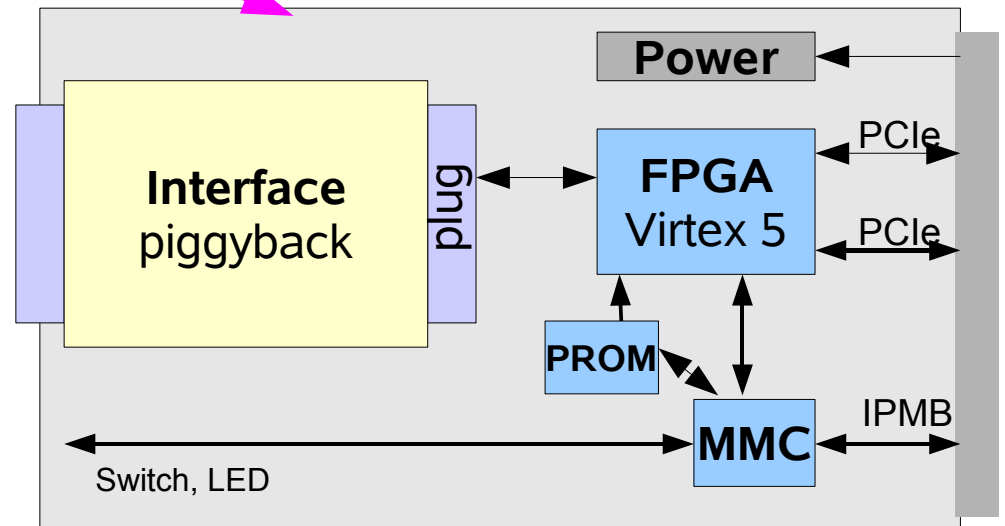 Power
PCIe
Interface
piggyback
plug
FPGA
Virtex 5
PCIe
PROM
MMC
IPMB
Switch, LED